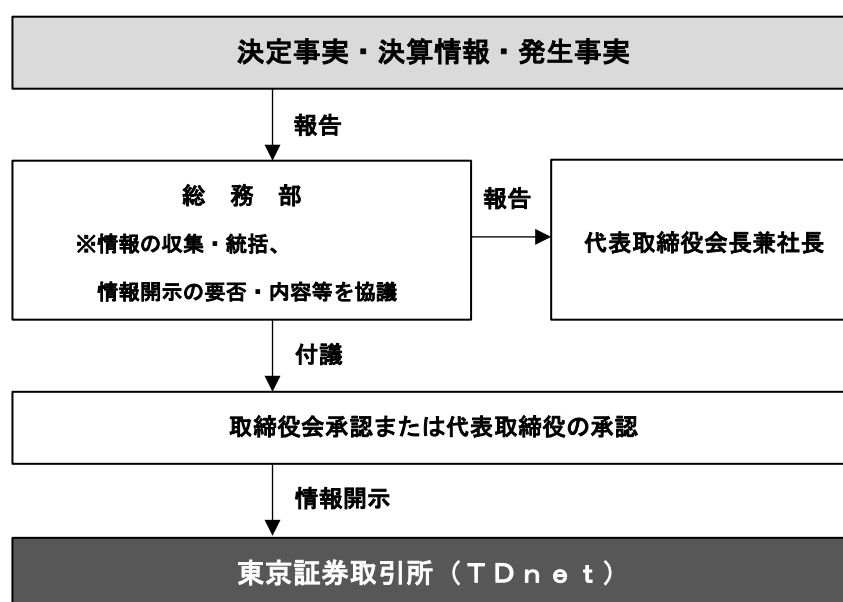 決定事実・決算情報・発生事実
報告
総　務　部
※情報の収集・統括、
情報開示の要否・内容等を協議
報告
代表取締役会長兼社長
付議
取締役会承認または代表取締役の承認
情報開示
東京証券取引所（ＴＤｎｅｔ）